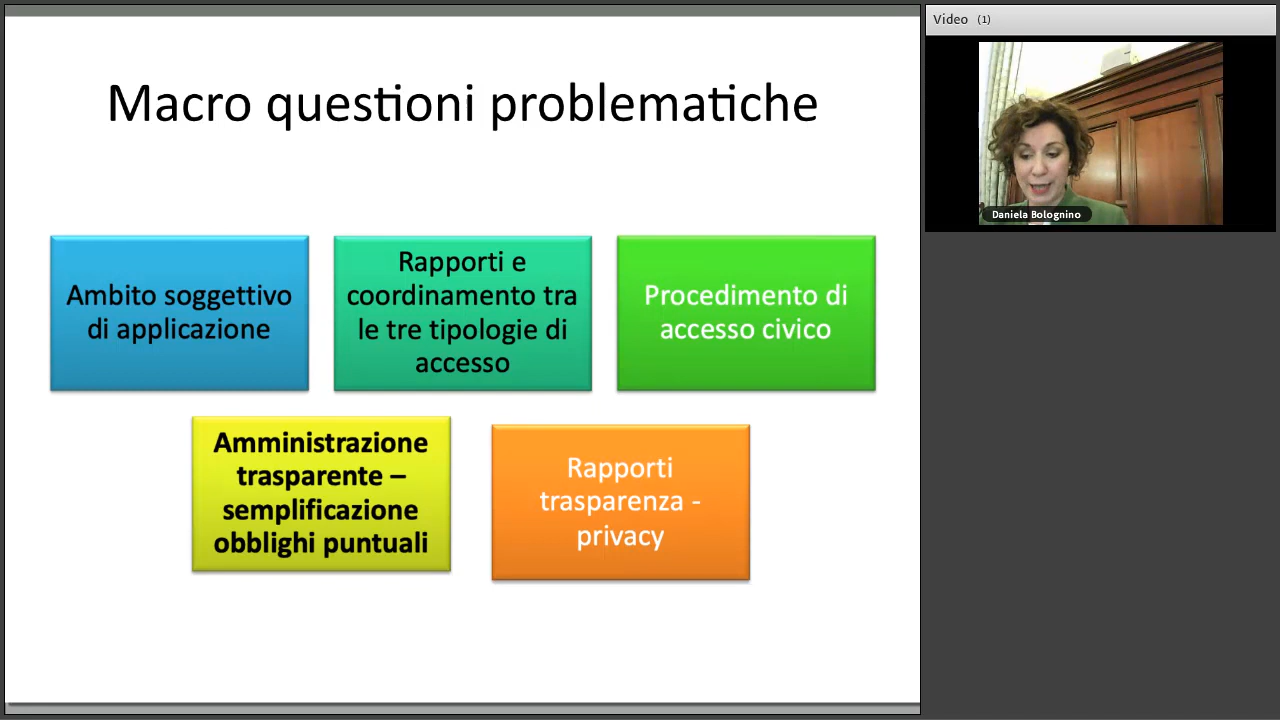 Macro questioni problematiche
Ambito soggettivo
di applicazione
Rapporti e
coordinamento tra
le tre tipologie di
accesso
Procedimento di
accesso civico
Amministrazione
trasparente –
semplificazione
obblighi puntuali
Rapporti
trasparenza -
privacy
Video (1)
Daniela Bolognino